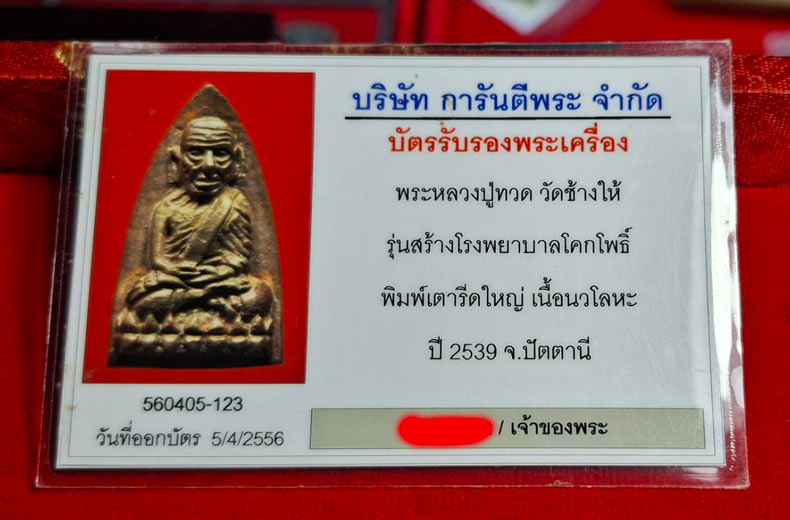 บริษัท การันตีพระ จำกัด
บัตรรับรองพระเครื่อง
พระหลวงปู่ทวด วัดช้างให้
รุ่นสร้างโรงพยาบาลโคกโพธิ์
พิมพ์เตารีดใหญ่ เนื้อนวโลหะ
ปี 2539 จ.ปัตตานี
560405-123
วันที่ออกบัตร 5/4/2556
/ เจ้าของพระ